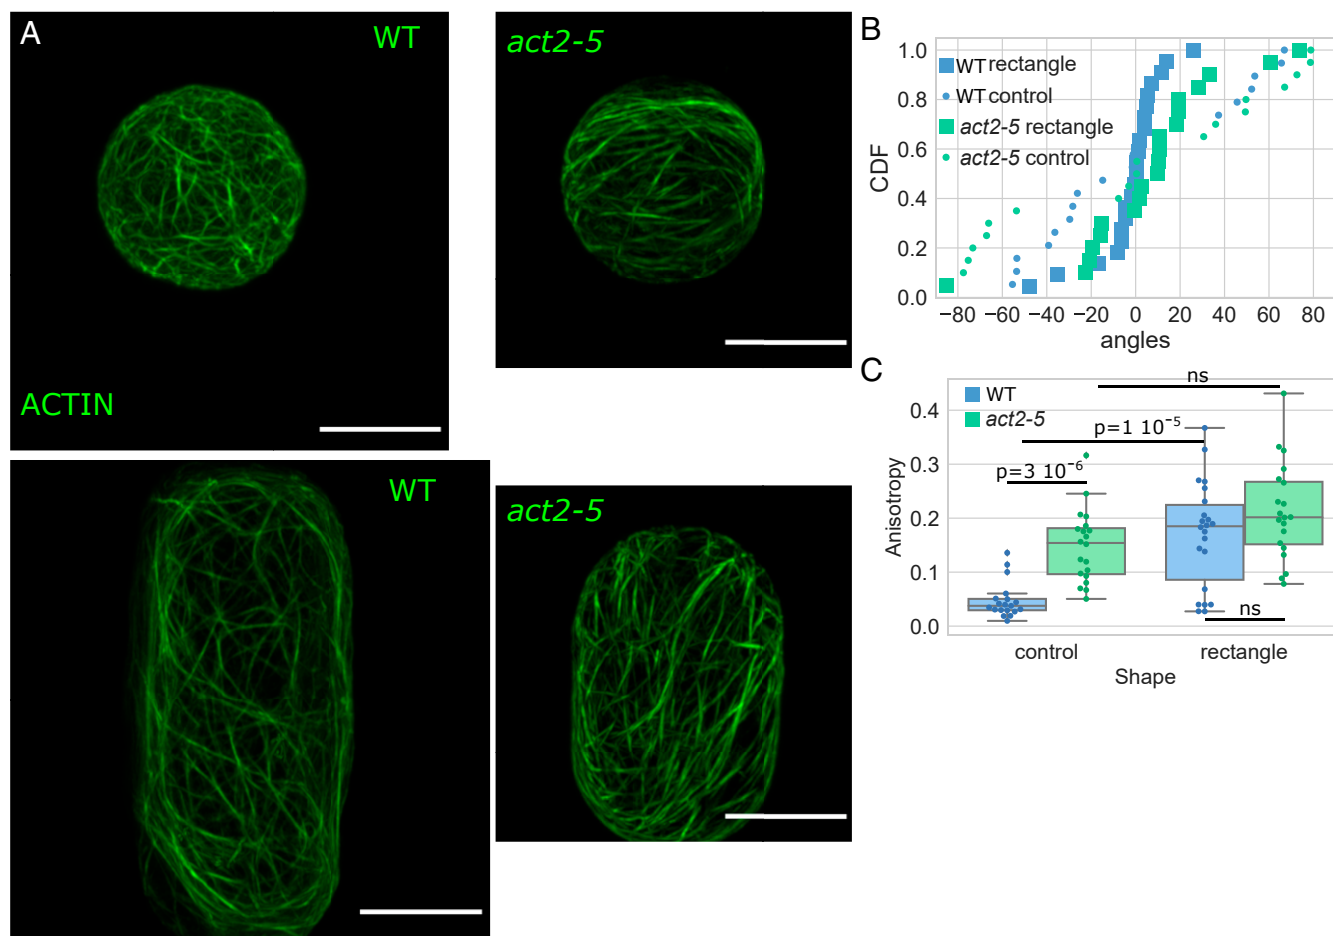 A
WT
act2-5
ACTIN
WT
act2-5
B
1.0
0.8
0.6
0.4
0.2
0.0
CDF
WT rectangle
WT control
act2-5 rectangle
act2-5 control
−80 −60 −40 −20 0 20 40 60 80
angles
C
WT
act2-5
ns
p=1 10⁻⁵
p=3 10⁻⁶
ns
0.4
0.3
0.2
0.1
0.0
Anisotropy
control rectangle
Shape